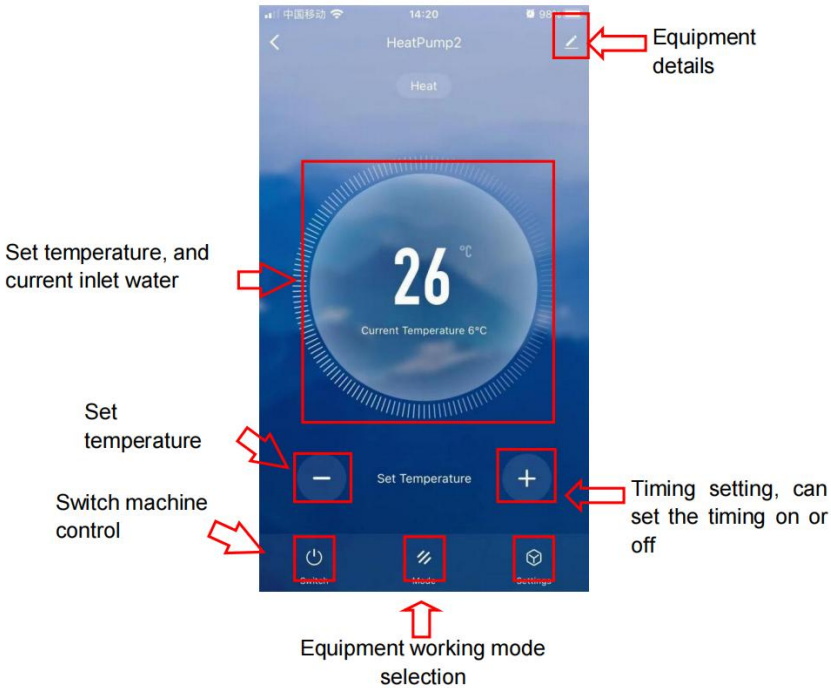 中国移动 14:20 98%
HeatPump2
Equipment
details
Heat
Set temperature, and
current inlet water
26 °C
Current Temperature 6°C
Set
temperature
Set Temperature
Switch machine
control
Timing setting, can
set the timing on or
off
Switch Mode Settings
Equipment working mode
selection